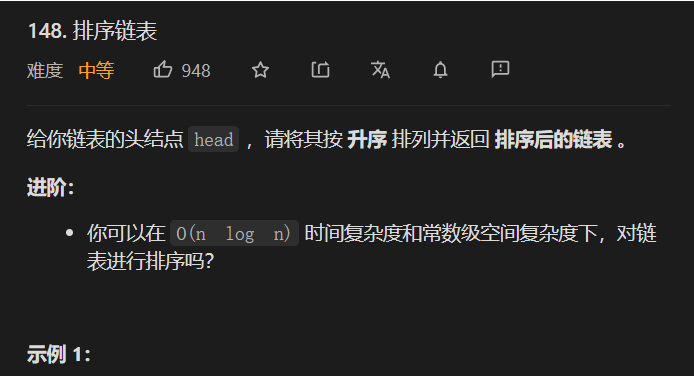 148. 排序链表
难度 中等 948
给你链表的头结点 head ，请将其按 升序 排列并返回 排序后的链表 。
进阶：
你可以在 O(n log n) 时间复杂度和常数级空间复杂度下，对链
表进行排序吗？
示例 1：